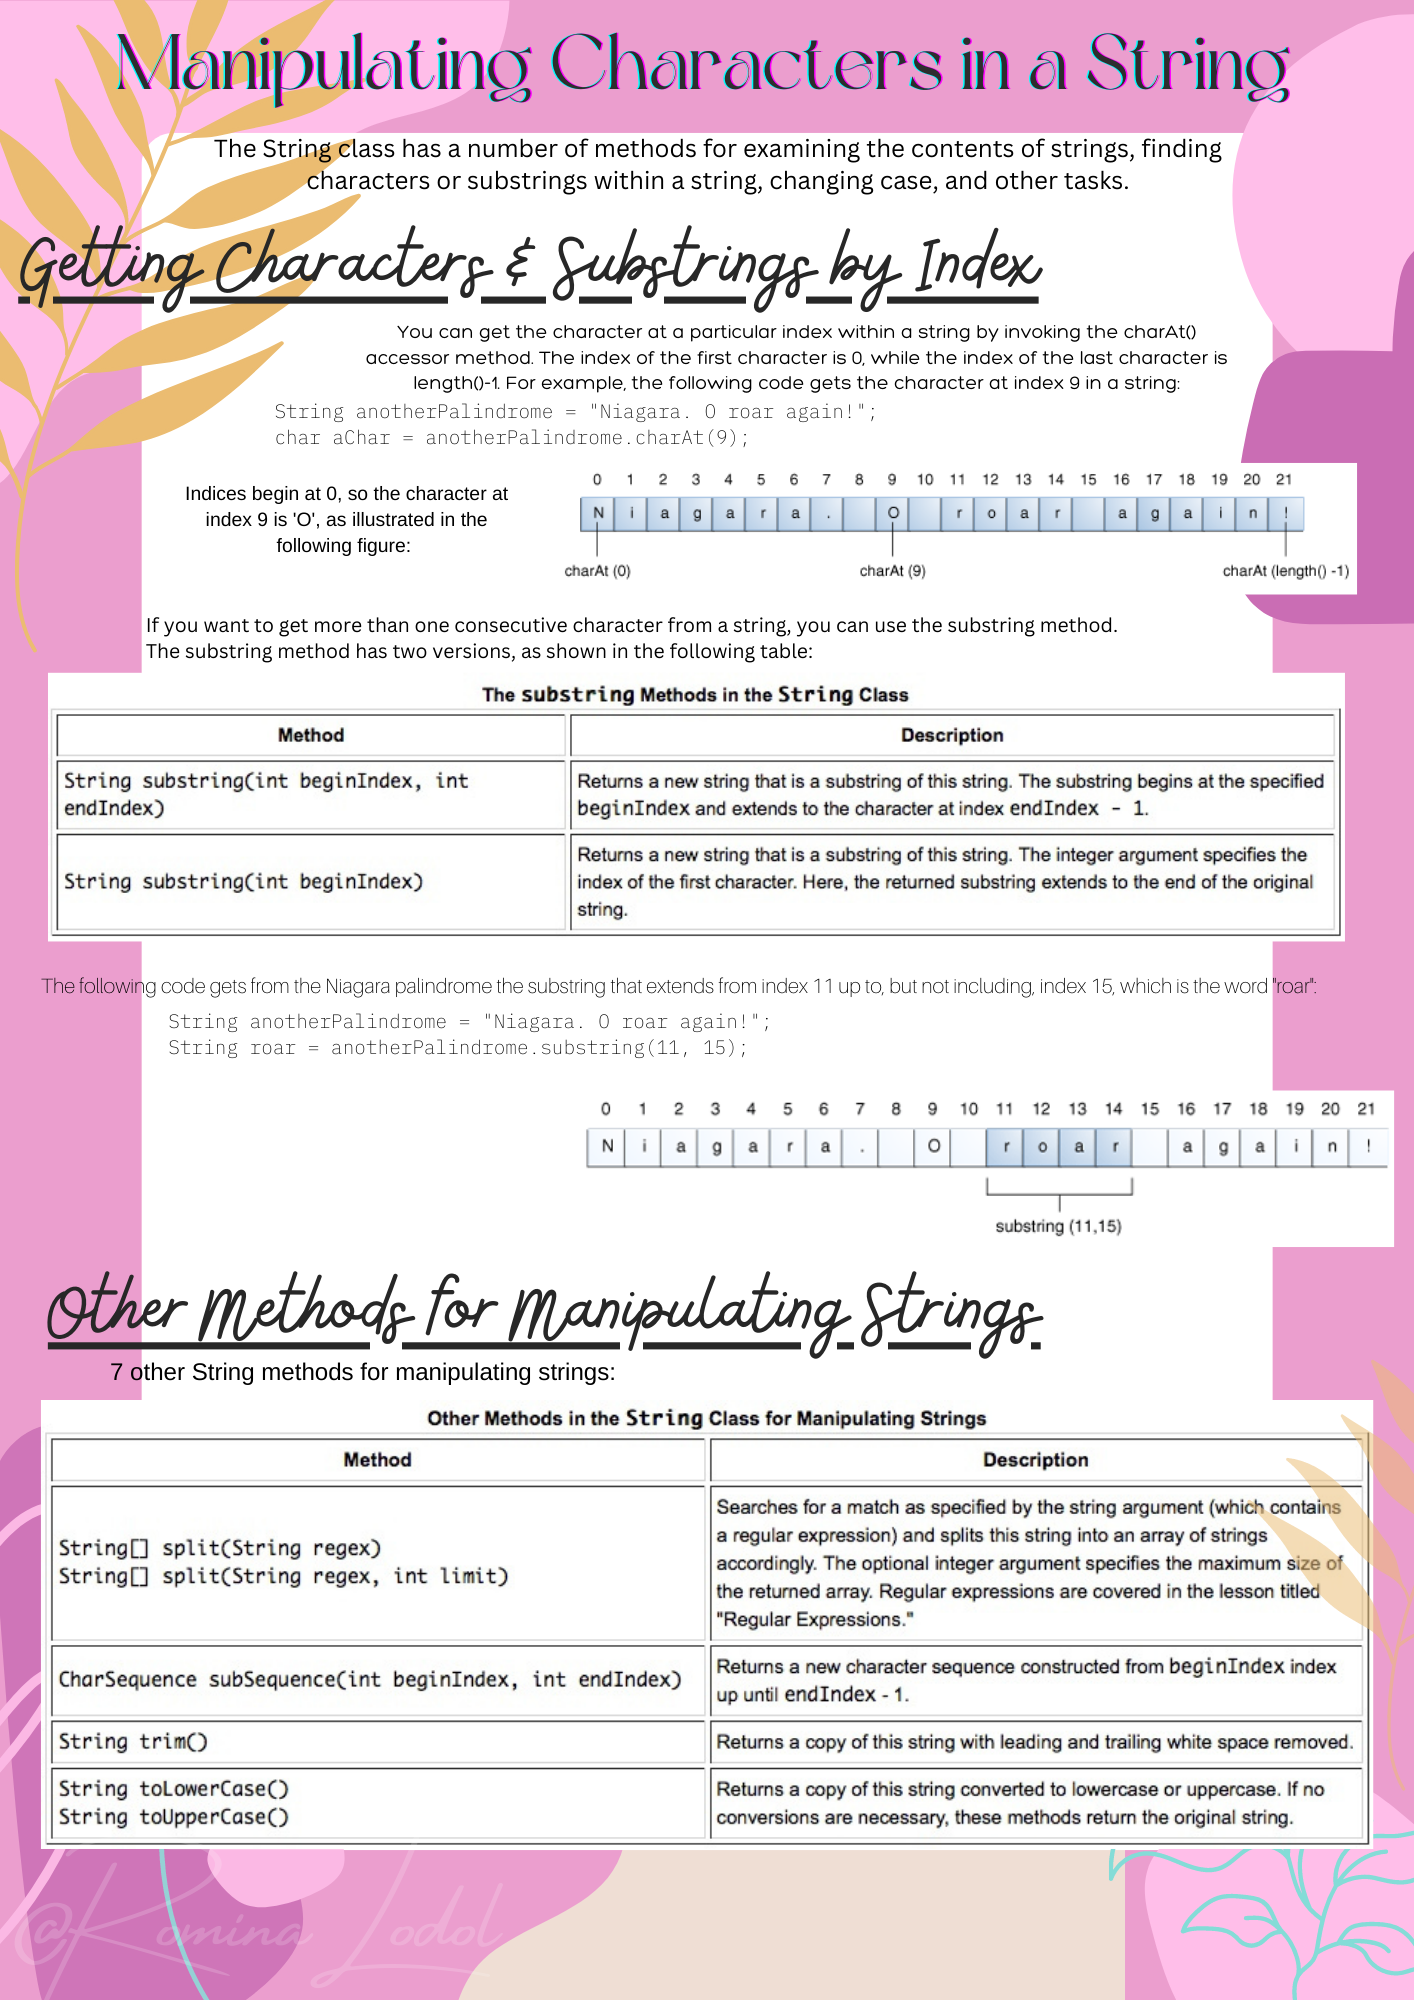 Manipulating Characters in a String
The String class has a number of methods for examining the contents of strings, finding
characters or substrings within a string, changing case, and other tasks.
Getting Characters & Substrings by Index
You can get the character at a particular index within a string by invoking the charAt()
accessor method. The index of the first character is 0, while the index of the last character is
length()-1. For example, the following code gets the character at index 9 in a string:
String anotherPalindrome = "Niagara. O roar again!";
char aChar = anotherPalindrome.charAt(9);
Indices begin at 0, so the character at
index 9 is 'O', as illustrated in the
following figure:
0 1 2 3 4 5 6 7 8 9 10 11 12 13 14 15 16 17 18 19 20 21
N i a g a r a . O r o a r a g a i n !
charAt (0) charAt (9) charAt (length() -1)
If you want to get more than one consecutive character from a string, you can use the substring method.
The substring method has two versions, as shown in the following table:
The substring Methods in the String Class
Method Description
String substring(int beginIndex, int
endIndex)
Returns a new string that is a substring of this string. The substring begins at the specified
beginIndex and extends to the character at index endIndex - 1.
String substring(int beginIndex)
Returns a new string that is a substring of this string. The integer argument specifies the
index of the first character. Here, the returned substring extends to the end of the original
string.
The following code gets from the Niagara palindrome the substring that extends from index 11 up to, but not including, index 15, which is the word "roar":
String anotherPalindrome = "Niagara. O roar again!";
String roar = anotherPalindrome.substring(11, 15);
0 1 2 3 4 5 6 7 8 9 10 11 12 13 14 15 16 17 18 19 20 21
N i a g a r a . O r o a r a g a i n !
substring (11,15)
Other Methods for Manipulating Strings
7 other String methods for manipulating strings:
Other Methods in the String Class for Manipulating Strings
Method Description
String[] split(String regex)
String[] split(String regex, int limit)
Searches for a match as specified by the string argument (which contains
a regular expression) and splits this string into an array of strings
accordingly. The optional integer argument specifies the maximum size of
the returned array. Regular expressions are covered in the lesson titled
"Regular Expressions."
CharSequence subSequence(int beginIndex, int endIndex)
Returns a new character sequence constructed from beginIndex index
up until endIndex - 1.
String trim()
Returns a copy of this string with leading and trailing white space removed.
String toLowerCase()
String toUpperCase()
Returns a copy of this string converted to lowercase or uppercase. If no
conversions are necessary, these methods return the original string.
@Romina Lodol